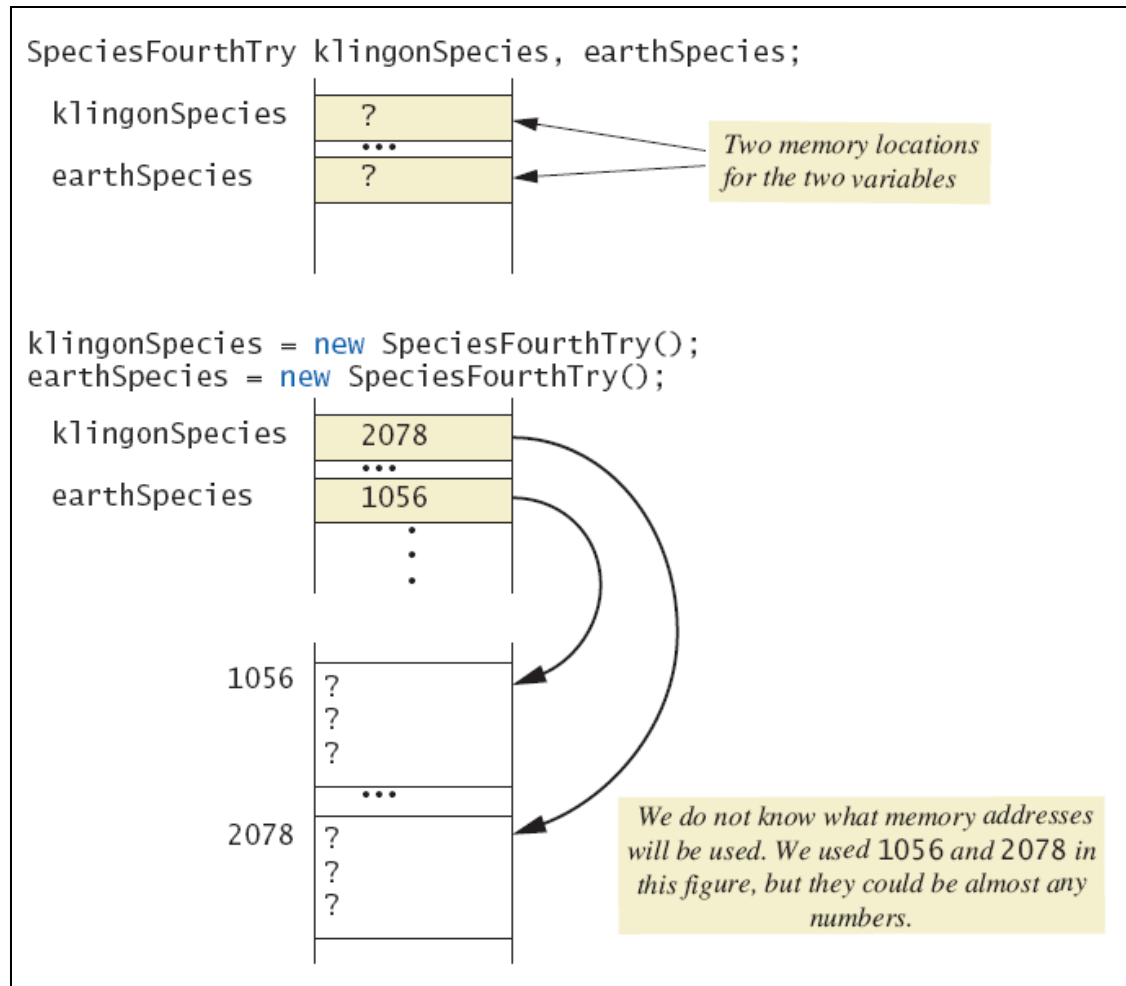 SpeciesFourthTry klingonSpecies, earthSpecies;
klingonSpecies ?
•••
earthSpecies ?
Two memory locations
for the two variables
klingonSpecies = new SpeciesFourthTry();
earthSpecies = new SpeciesFourthTry();
klingonSpecies 2078
•••
earthSpecies 1056
•
•
•
1056 ?
?
?
•••
2078 ?
?
?
We do not know what memory addresses
will be used. We used 1056 and 2078 in
this figure, but they could be almost any
numbers.